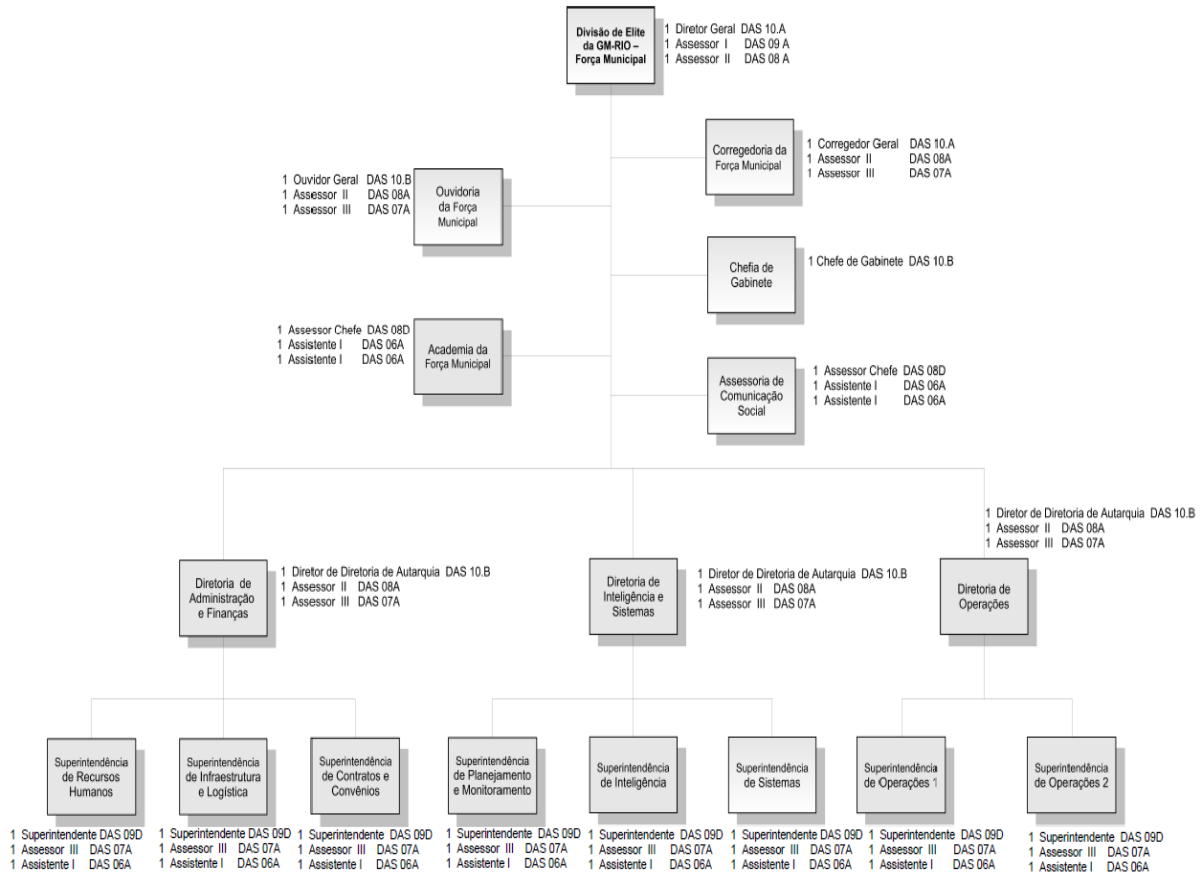 Divisão de Elite
da GM-RIO –
Força Municipal
1 Diretor Geral DAS 10.A
1 Assessor I DAS 09 A
1 Assessor II DAS 08 A
Corregedoria da
Força Municipal
1 Corregedor Geral DAS 10.A
1 Assessor II DAS 08A
1 Assessor III DAS 07A
1 Ouvidor Geral DAS 10.B
1 Assessor II DAS 08A
1 Assessor III DAS 07A
Ouvidoria
da Força
Municipal
Chefia de
Gabinete
1 Chefe de Gabinete DAS 10.B
1 Assessor Chefe DAS 08D
1 Assistente I DAS 06A
1 Assistente I DAS 06A
Academia da
Força Municipal
Assessoria de
Comunicação
Social
1 Assessor Chefe DAS 08D
1 Assistente I DAS 06A
1 Assistente I DAS 06A
Diretoria de
Administração
e Finanças
1 Diretor de Diretoria de Autarquia DAS 10.B
1 Assessor II DAS 08A
1 Assessor III DAS 07A
Diretoria de
Inteligência e
Sistemas
1 Diretor de Diretoria de Autarquia DAS 10.B
1 Assessor II DAS 08A
1 Assessor III DAS 07A
1 Diretor de Diretoria de Autarquia DAS 10.B
1 Assessor II DAS 08A
1 Assessor III DAS 07A
Diretoria de
Operações
Superintendência
de Recursos
Humanos
1 Superintendente DAS 09D
1 Assessor III DAS 07A
1 Assistente I DAS 06A
Superintendência
de Infraestrutura
e Logística
1 Superintendente DAS 09D
1 Assessor III DAS 07A
1 Assistente I DAS 06A
Superintendência
de Contratos e
Convênios
1 Superintendente DAS 09D
1 Assessor III DAS 07A
1 Assistente I DAS 06A
Superintendência
de Planejamento
e Monitoramento
1 Superintendente DAS 09D
1 Assessor III DAS 07A
1 Assistente I DAS 06A
Superintendência
de Inteligência
1 Superintendente DAS 09D
1 Assessor III DAS 07A
1 Assistente I DAS 06A
Superintendência
de Sistemas
1 Superintendente DAS 09D
1 Assessor III DAS 07A
1 Assistente I DAS 06A
Superintendência
de Operações 1
1 Superintendente DAS 09D
1 Assessor III DAS 07A
1 Assistente I DAS 06A
Superintendência
de Operações 2
1 Superintendente DAS 09D
1 Assessor III DAS 07A
1 Assistente I DAS 06A